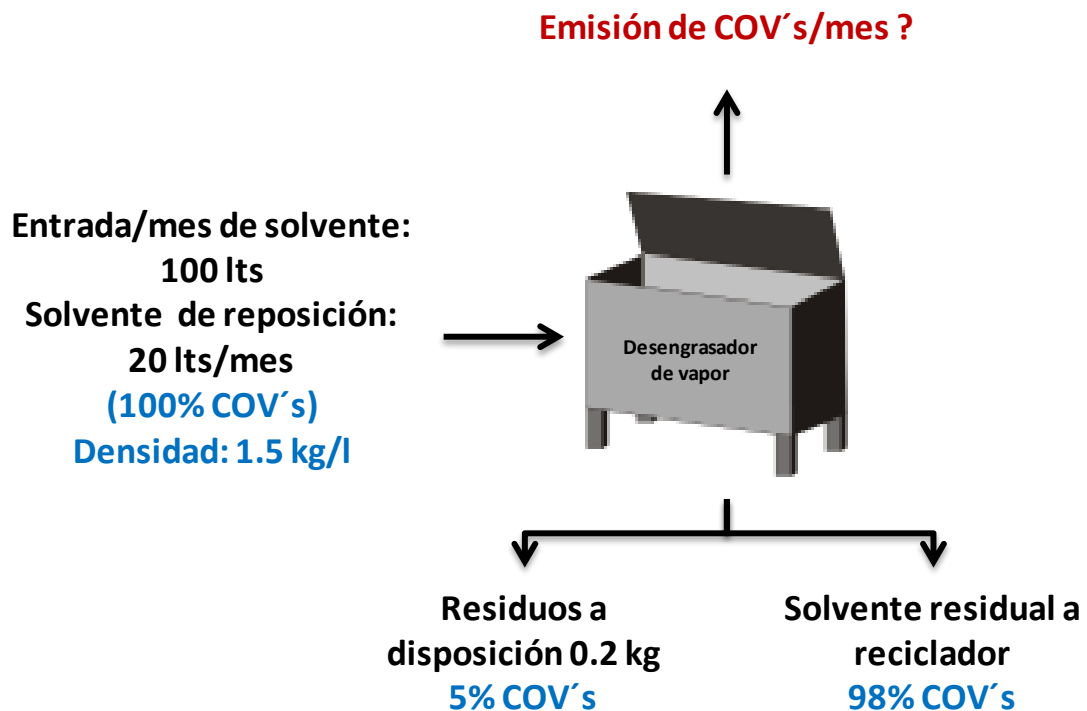 Emisión de COV´s/mes ?
Entrada/mes de solvente:
100 lts
Solvente de reposición:
20 lts/mes
(100% COV´s)
Densidad: 1.5 kg/l
Desengrasador
de vapor
Residuos a
disposición 0.2 kg
5% COV´s
Solvente residual a
reciclador
98% COV´s